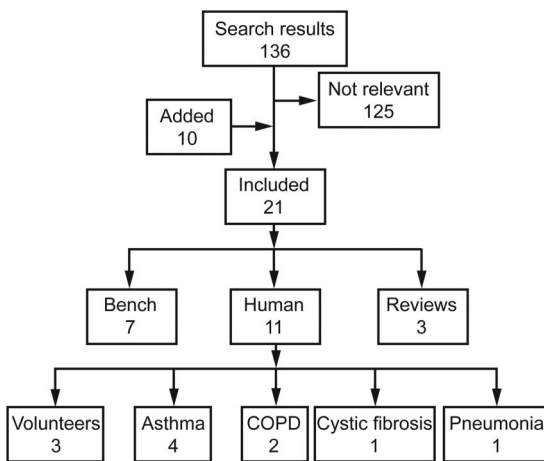 Search results
136
Not relevant
125
Added
10
Included
21
Bench
7
Human
11
Reviews
3
Volunteers
3
Asthma
4
COPD
2
Cystic fibrosis
1
Pneumonia
1